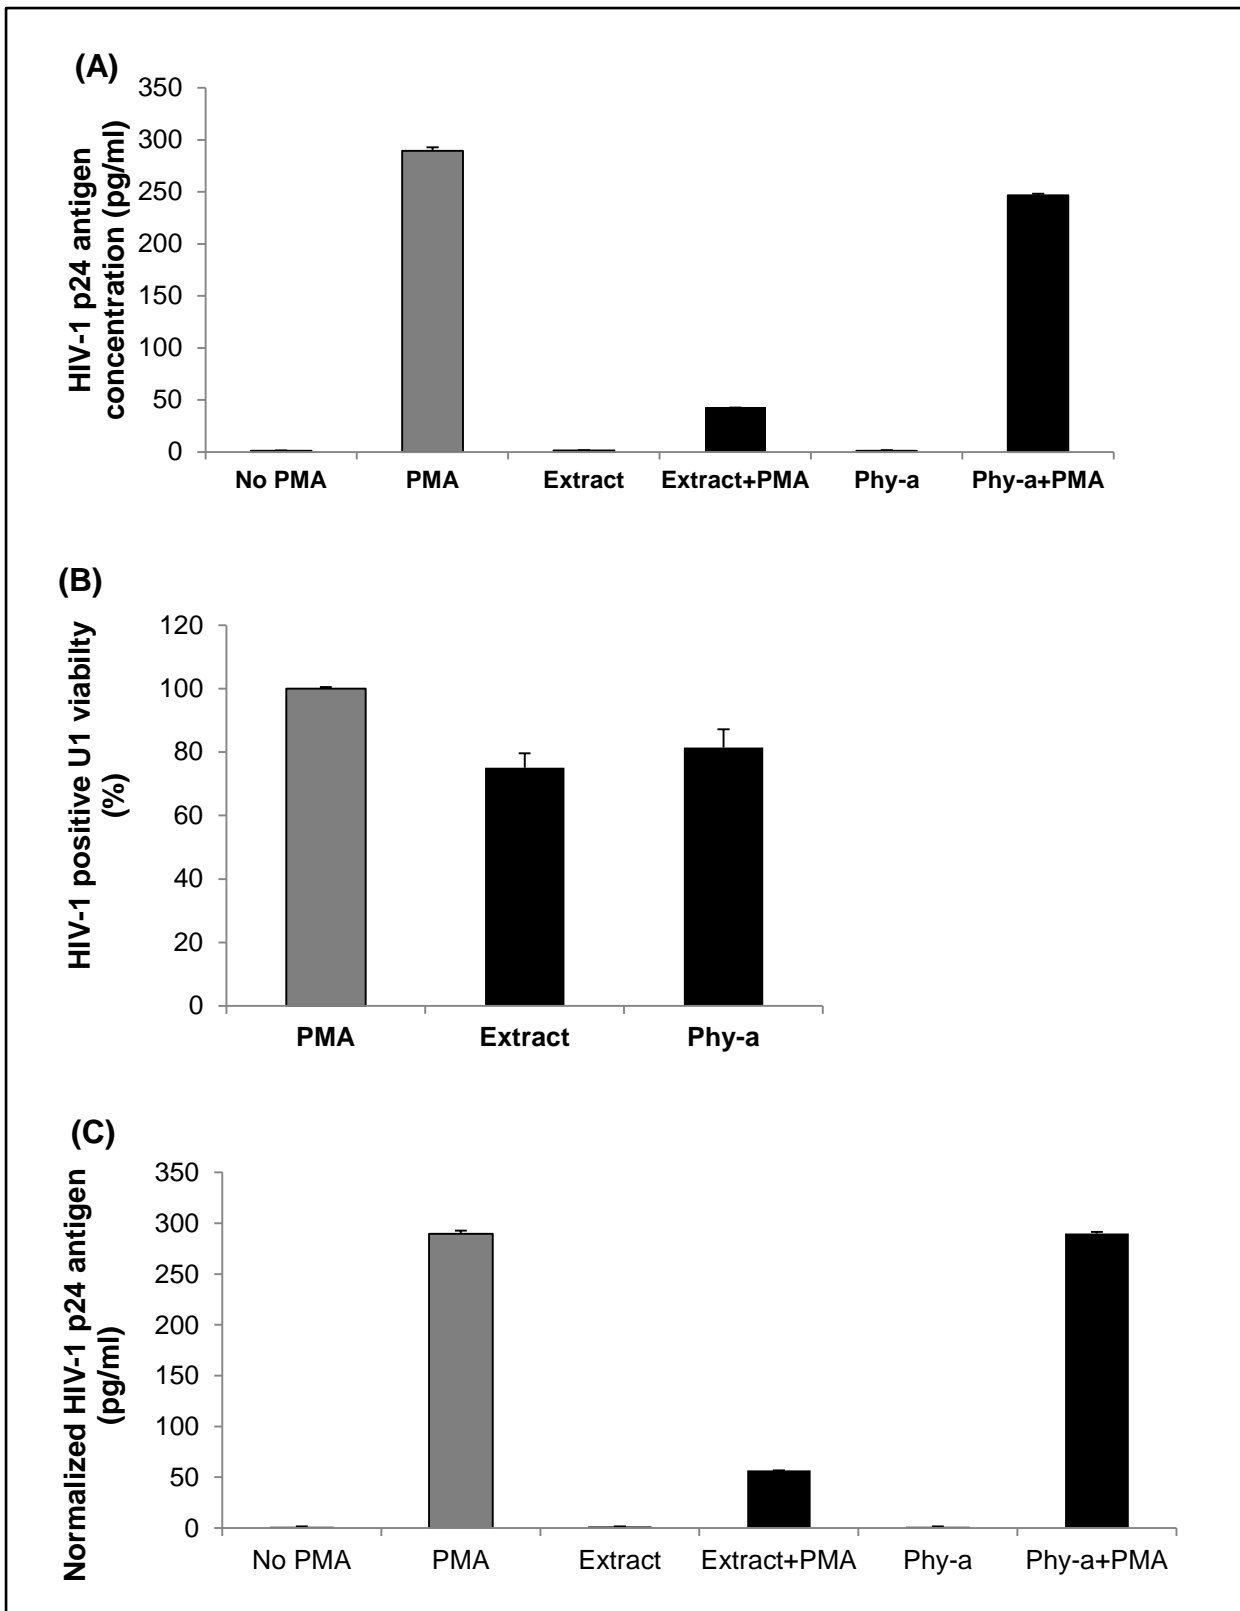 (A)
HIV-1 p24 antigen
concentration (pg/ml)
350
300
250
200
150
100
50
0
No PMA PMA Extract Extract+PMA Phy-a Phy-a+PMA
(B)
HIV-1 positive U1 viabilty
(%)
120
100
80
60
40
20
0
PMA Extract Phy-a
(C)
Normalized HIV-1 p24 antigen
(pg/ml)
350
300
250
200
150
100
50
0
No PMA PMA Extract Extract+PMA Phy-a Phy-a+PMA